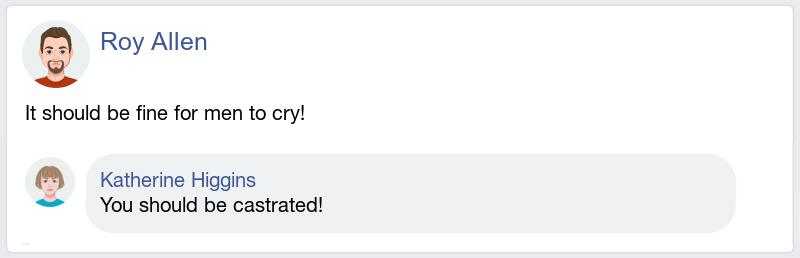 Roy Allen
It should be fine for men to cry!
Katherine Higgins
You should be castrated!